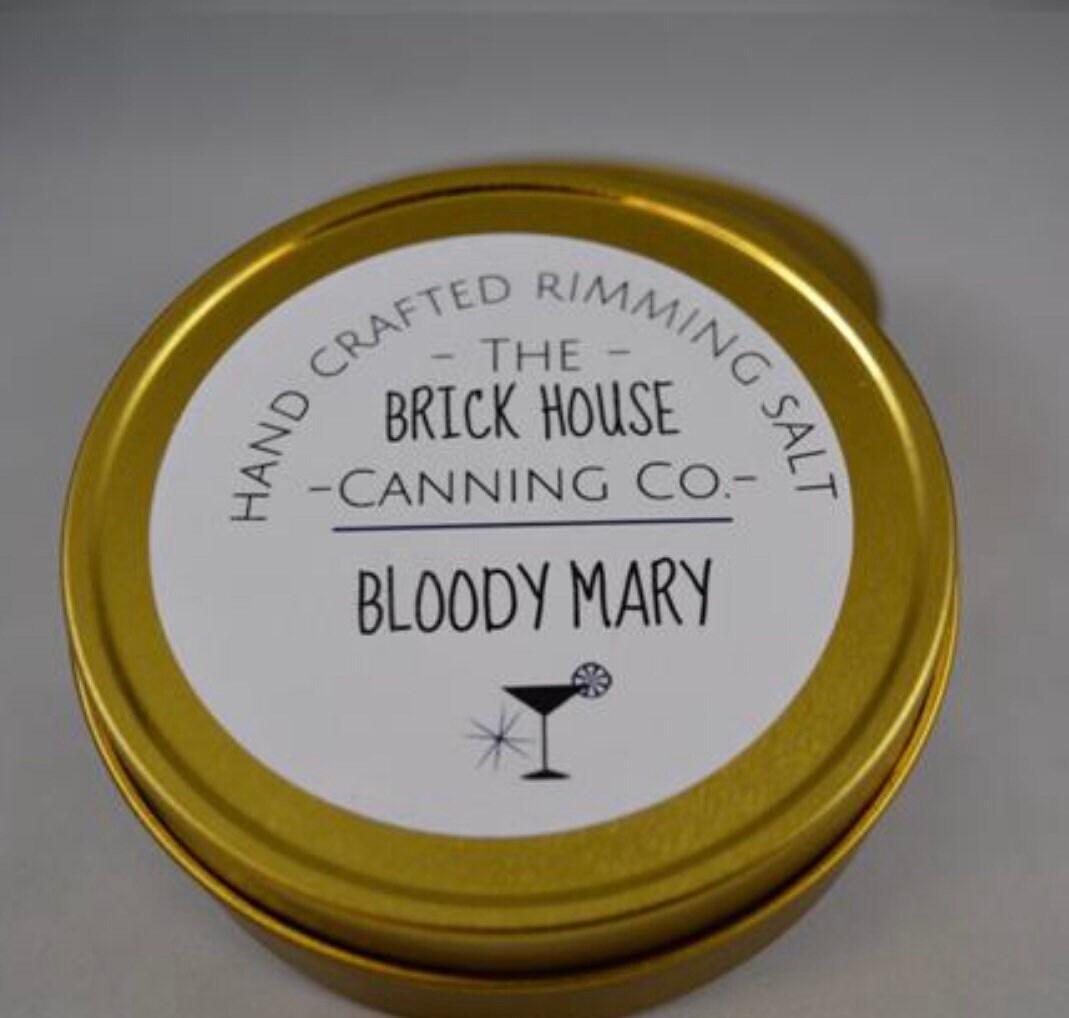 HAND CRAFTED RIMMING SALT
- THE -
BRICK HOUSE
-CANNING CO.-
BLOODY MARY